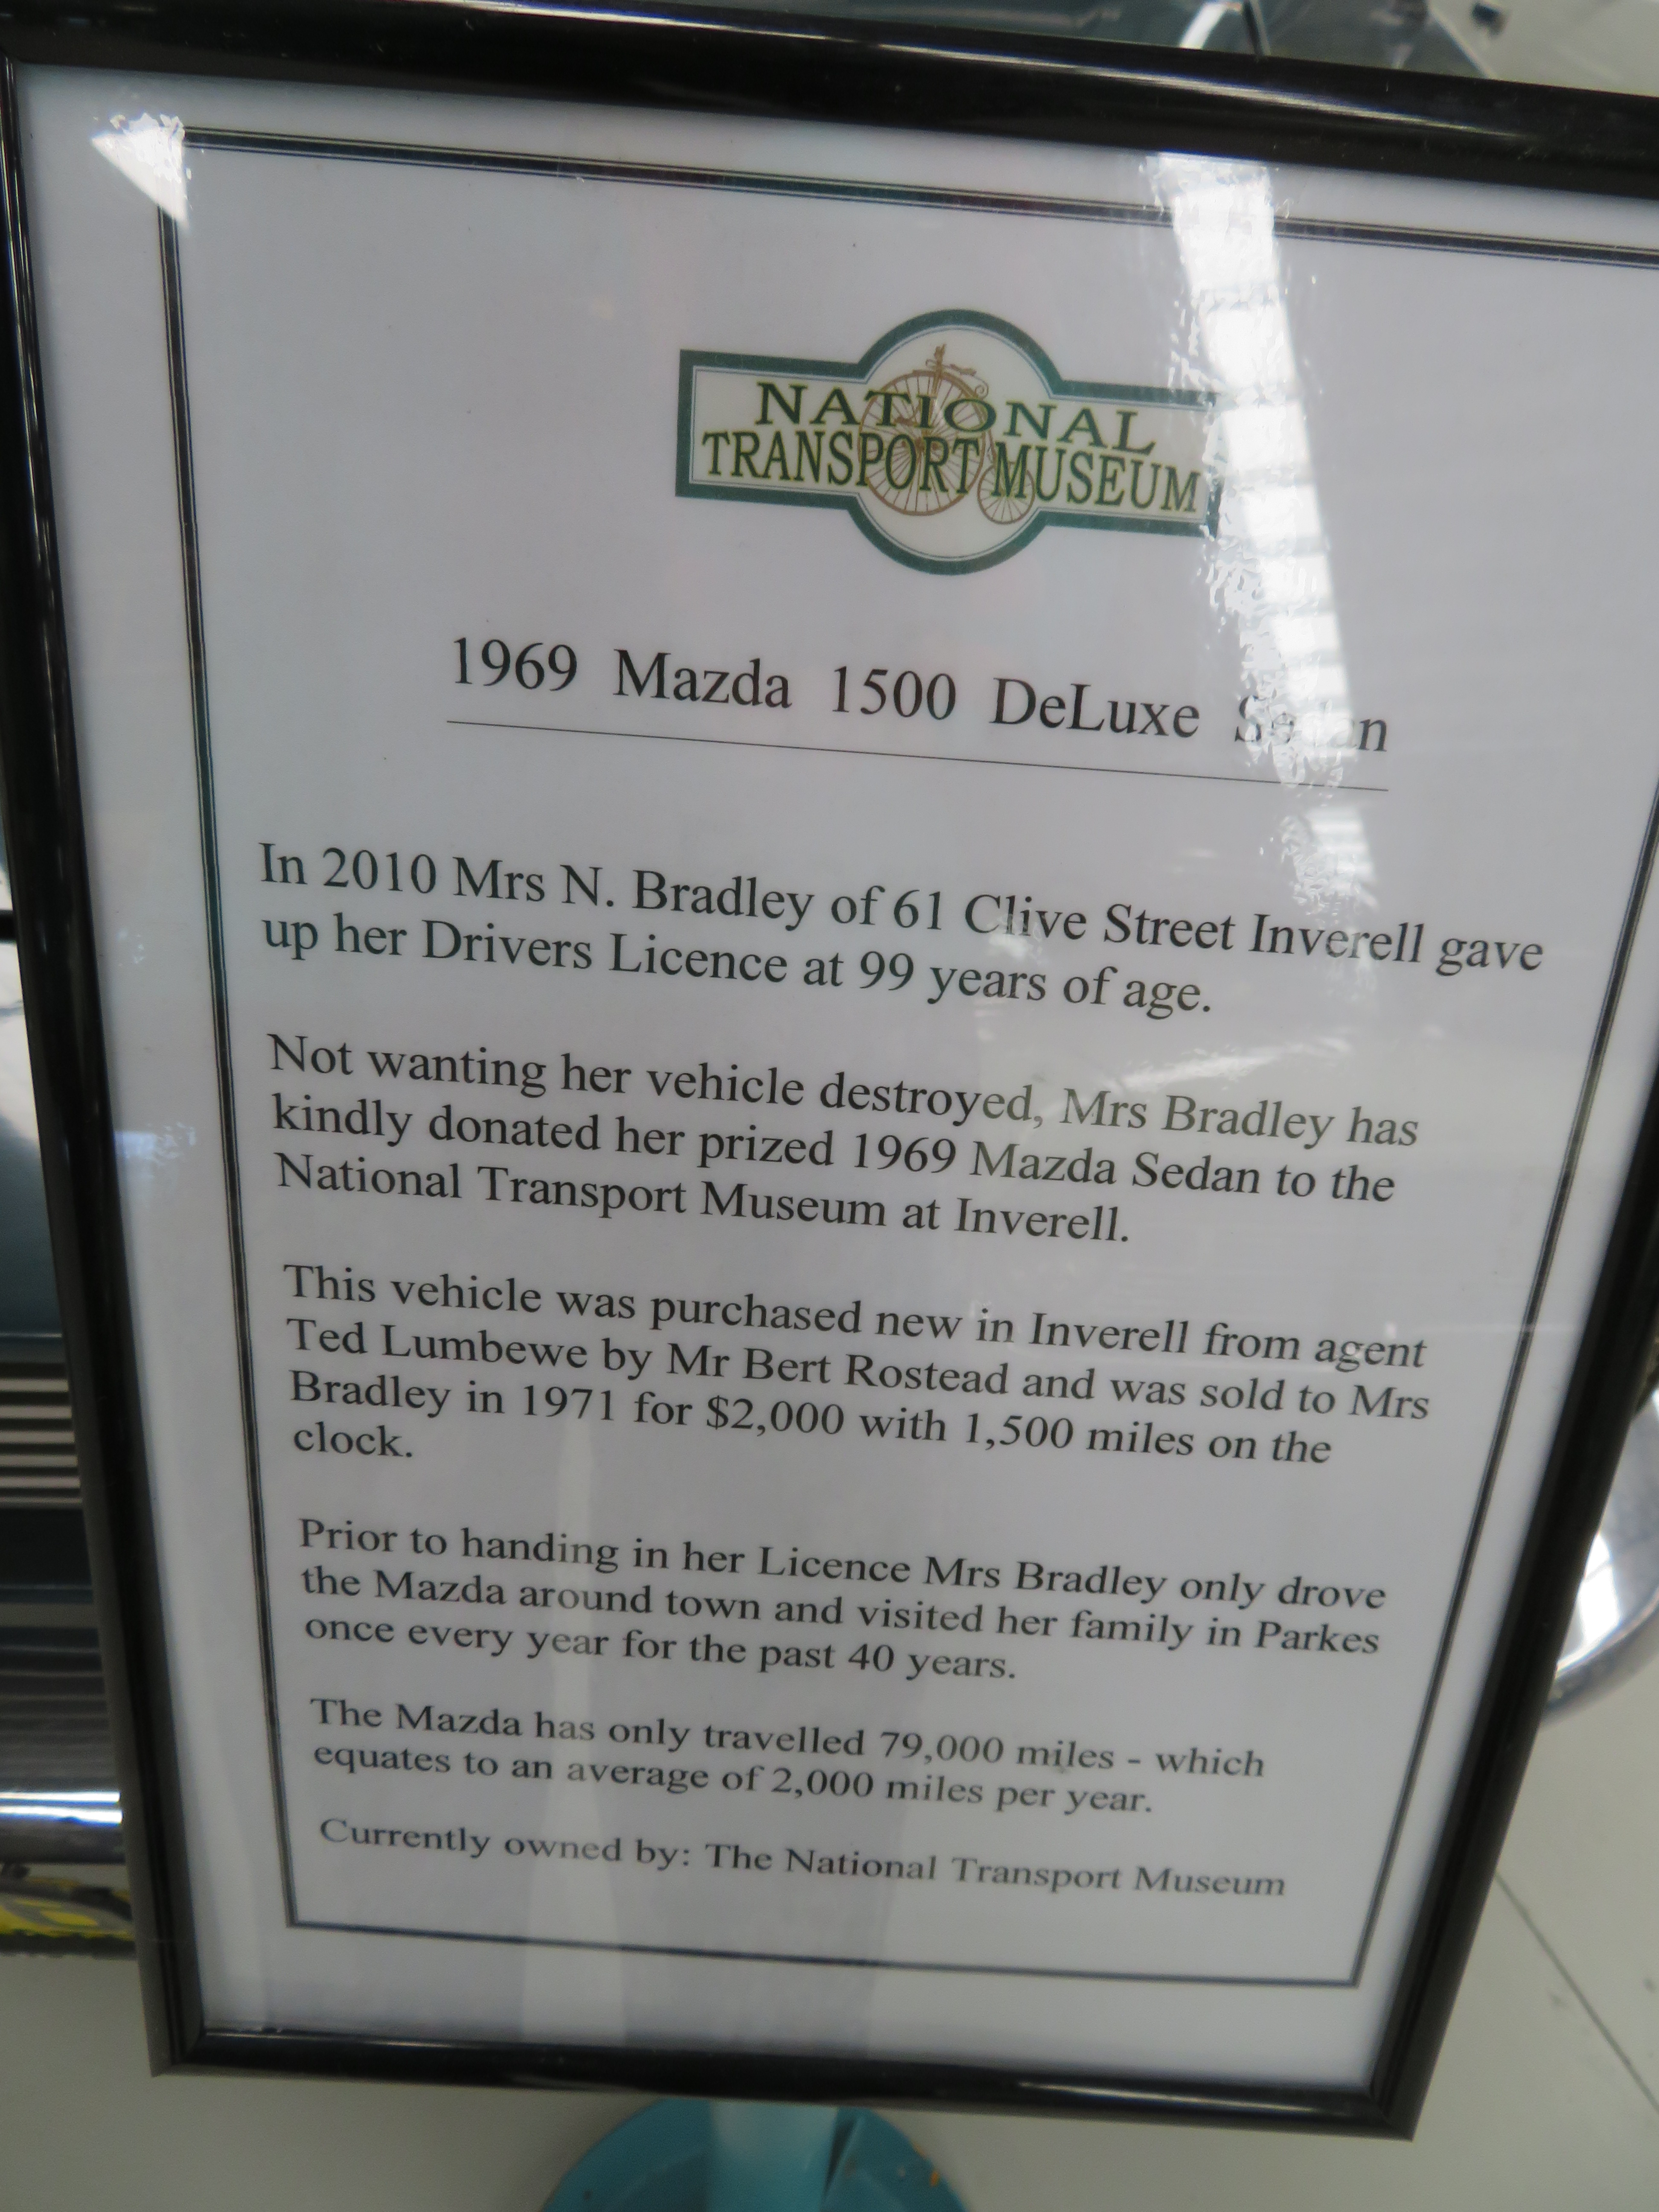 NATIONAL
TRANSPORT MUSEUM
1969 Mazda 1500 DeLuxe Sedan
In 2010 Mrs N. Bradley of 61 Clive Street Inverell gave
up her Drivers Licence at 99 years of age.
Not wanting her vehicle destroyed, Mrs Bradley has
kindly donated her prized 1969 Mazda Sedan to the
National Transport Museum at Inverell.
This vehicle was purchased new in Inverell from agent
Ted Lumbewe by Mr Bert Rostead and was sold to Mrs
Bradley in 1971 for $2,000 with 1,500 miles on the
clock.
Prior to handing in her Licence Mrs Bradley only drove
the Mazda around town and visited her family in Parkes
once every year for the past 40 years.
The Mazda has only travelled 79,000 miles - which
equates to an average of 2,000 miles per year.
Currently owned by: The National Transport Museum